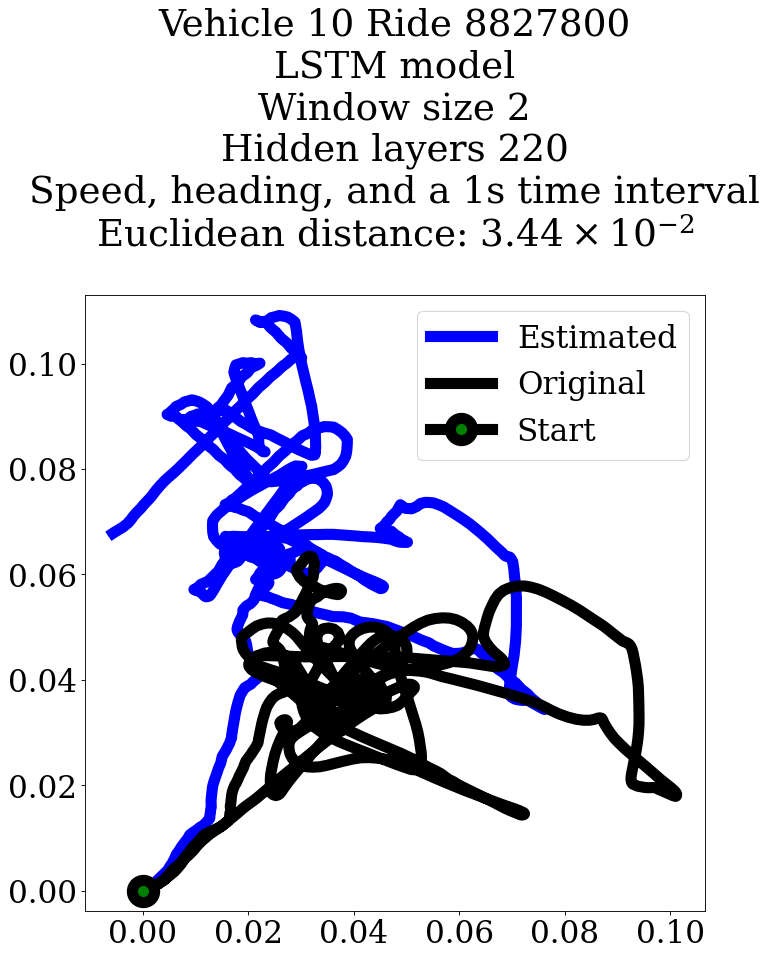 Vehicle 10 Ride 8827800
LSTM model
Window size 2
Hidden layers 220
Speed, heading, and a 1s time interval
Euclidean distance: 3.44 × 10⁻²
Estimated
Original
Start
0.10
0.08
0.06
0.04
0.02
0.00
0.00 0.02 0.04 0.06 0.08 0.10